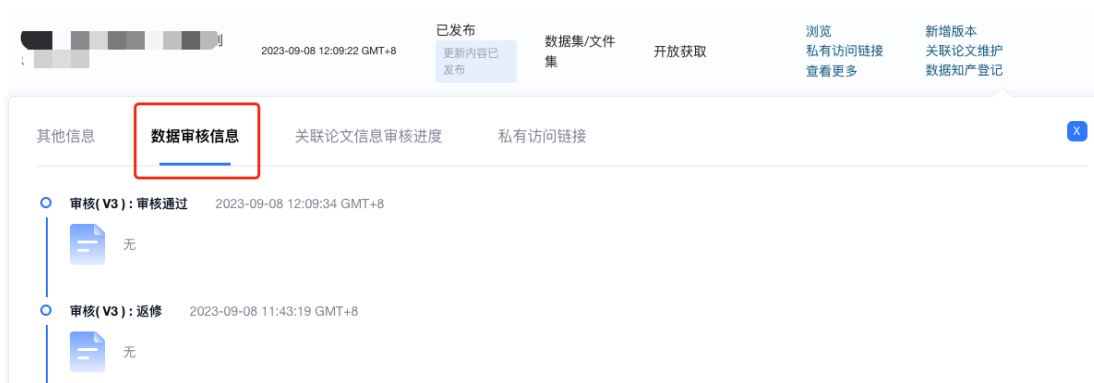 2023-09-08 12:09:22 GMT+8
已发布
更新内容已
发布
数据集/文件
集
开放获取
浏览
私有访问链接
查看更多
新增版本
关联论文维护
数据知产登记
其他信息
数据审核信息
关联论文信息审核进度
私有访问链接
X
审核( V3 ) : 审核通过 2023-09-08 12:09:34 GMT+8
无
审核( V3 ) : 返修 2023-09-08 11:43:19 GMT+8
无